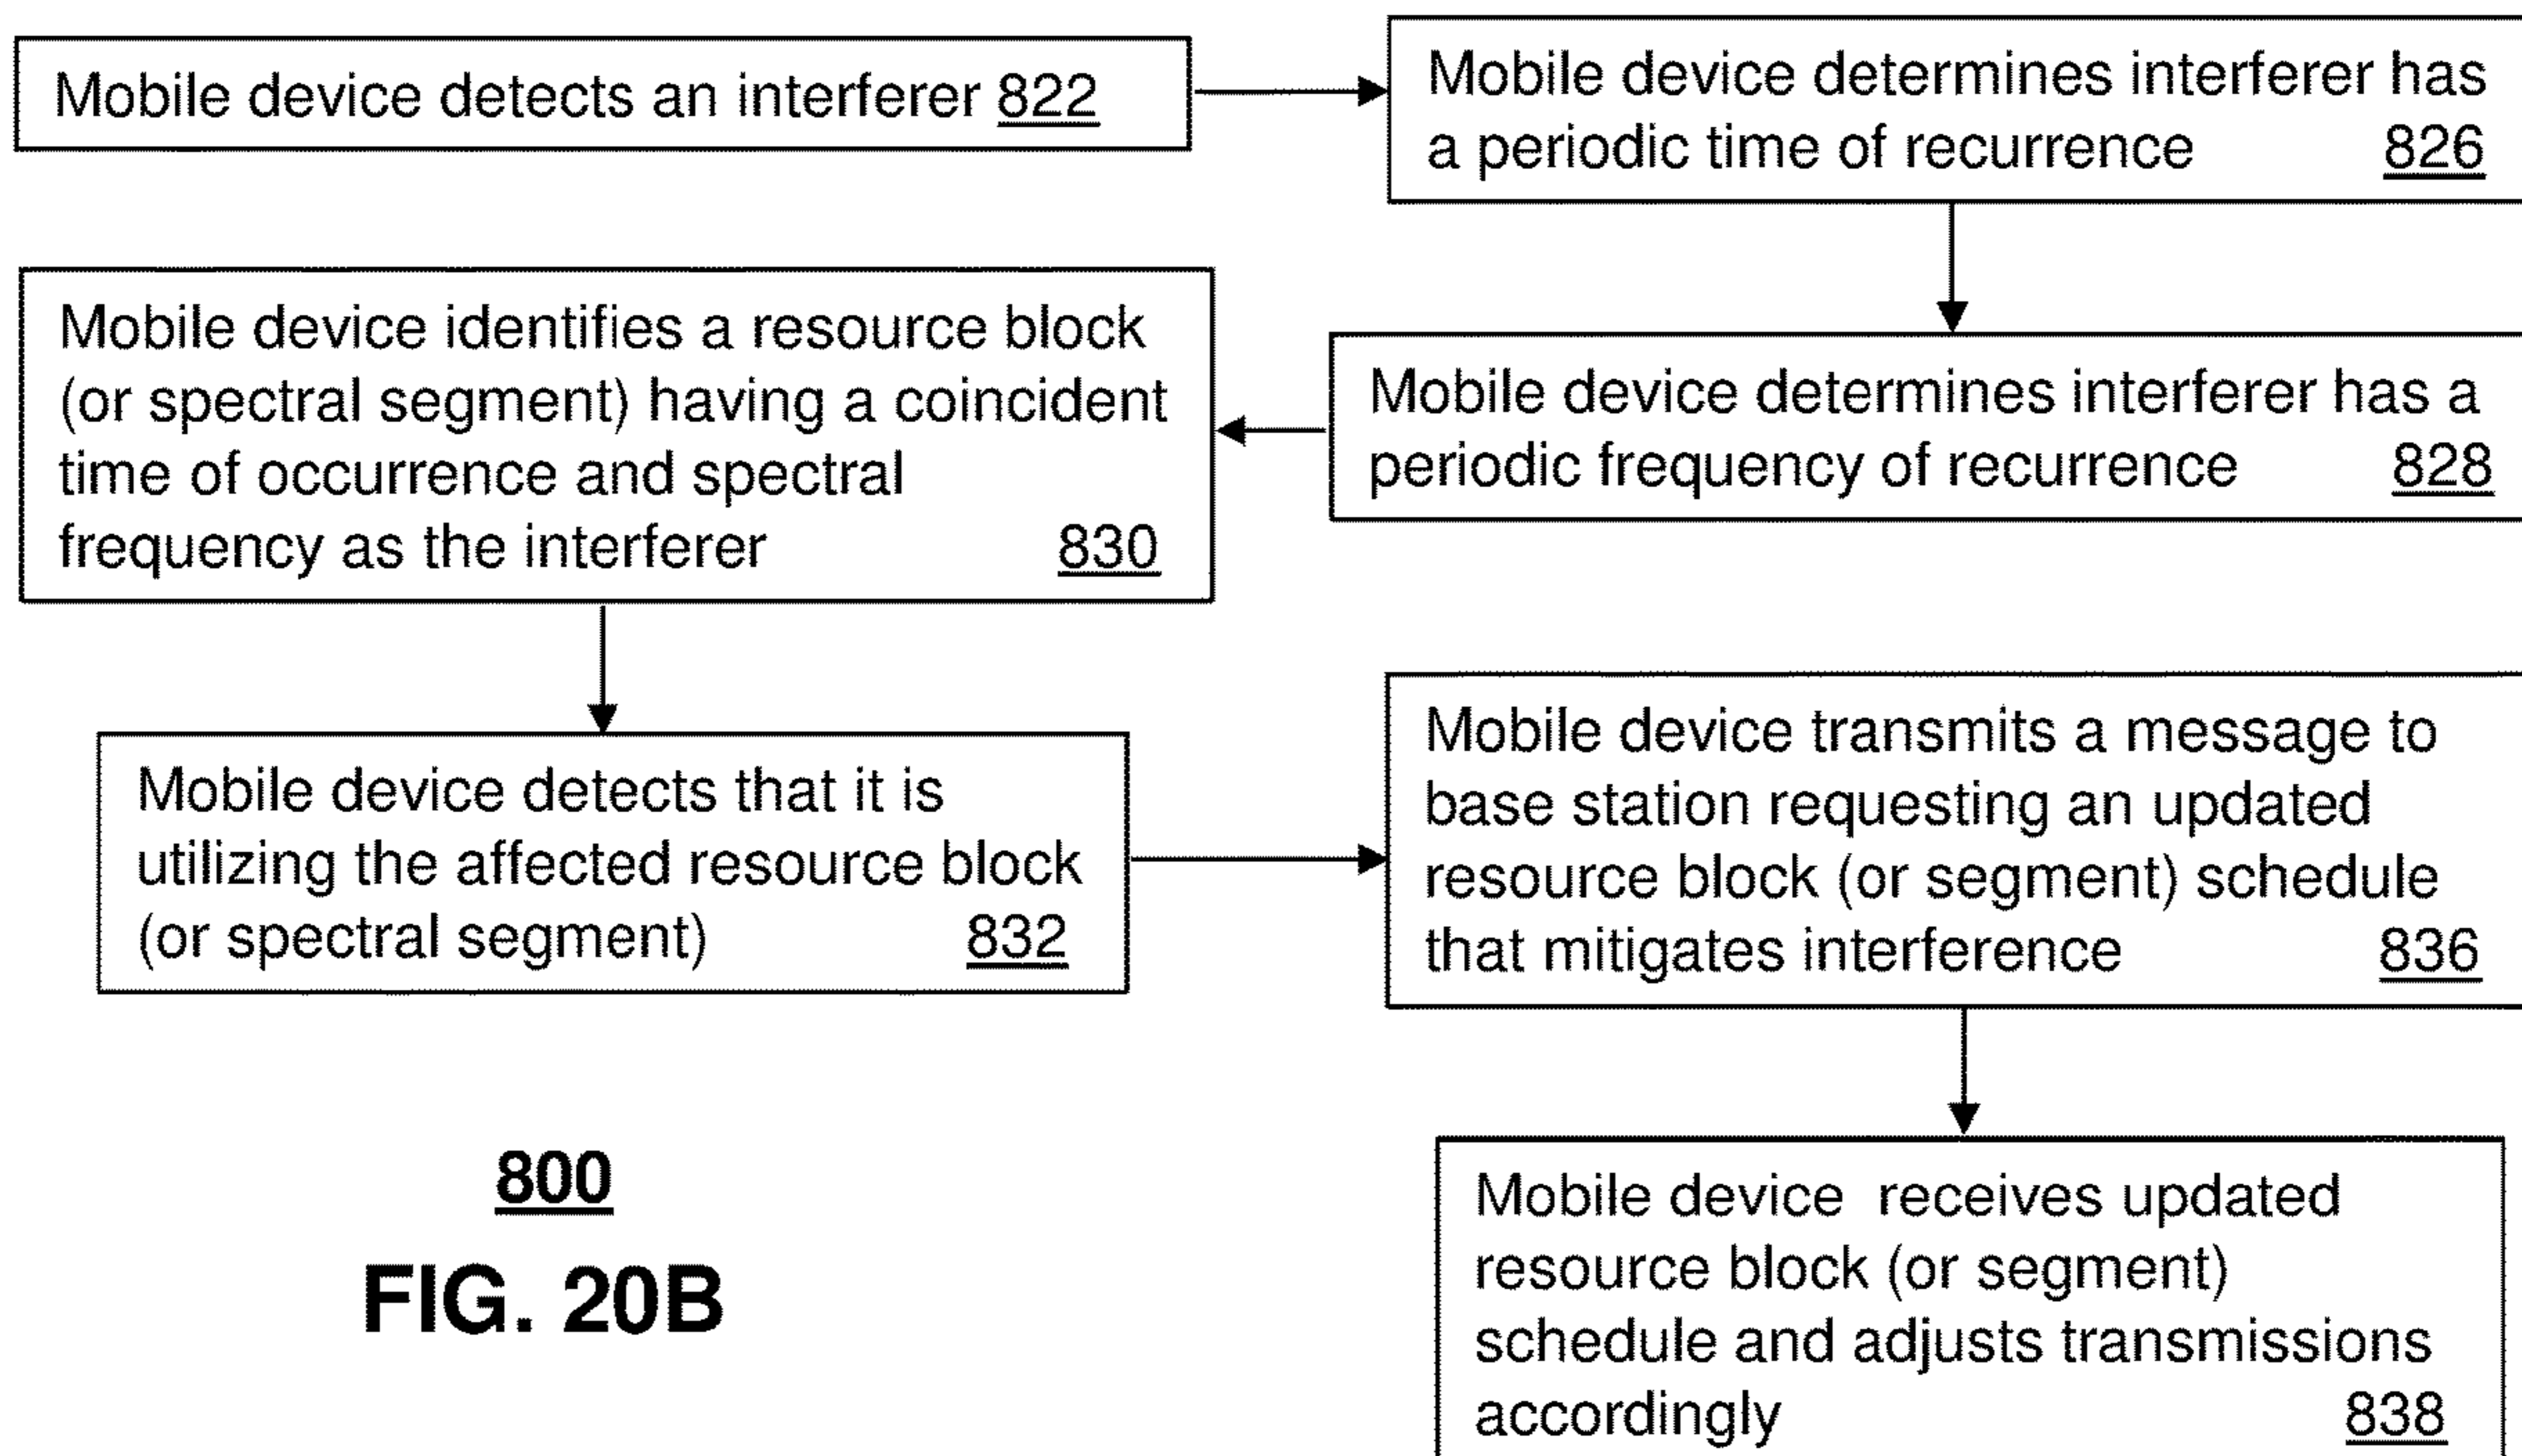 Mobile device detects an interferer 822
Mobile device determines interferer has
a periodic time of recurrence 826
Mobile device determines interferer has a
periodic frequency of recurrence 828
Mobile device identifies a resource block
(or spectral segment) having a coincident
time of occurrence and spectral
frequency as the interferer 830
Mobile device detects that it is
utilizing the affected resource block
(or spectral segment) 832
Mobile device transmits a message to
base station requesting an updated
resource block (or segment) schedule
that mitigates interference 836
Mobile device receives updated
resource block (or segment)
schedule and adjusts transmissions
accordingly 838
800
FIG. 20B